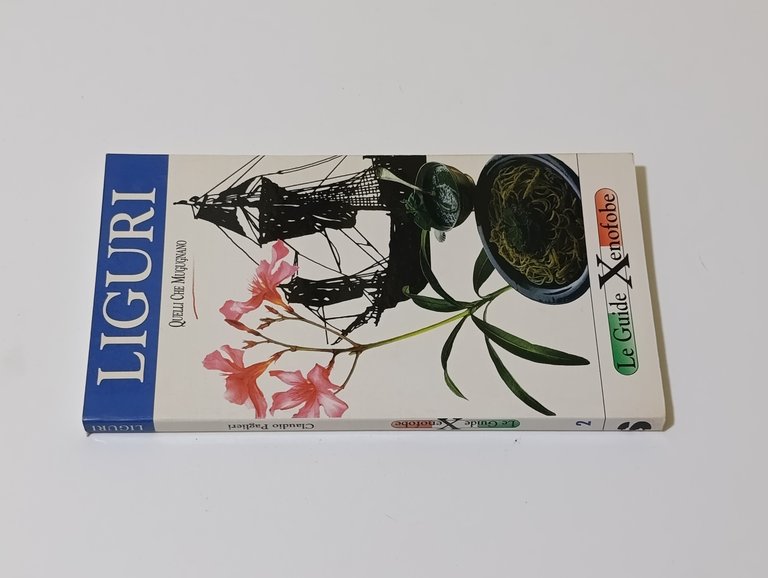 LIGURI
QUELLI CHE MUGUGNANO
Le Guide Xenofobe
LIGURI
Claudio Paglieri
Le Guide Xenofobe
2
S